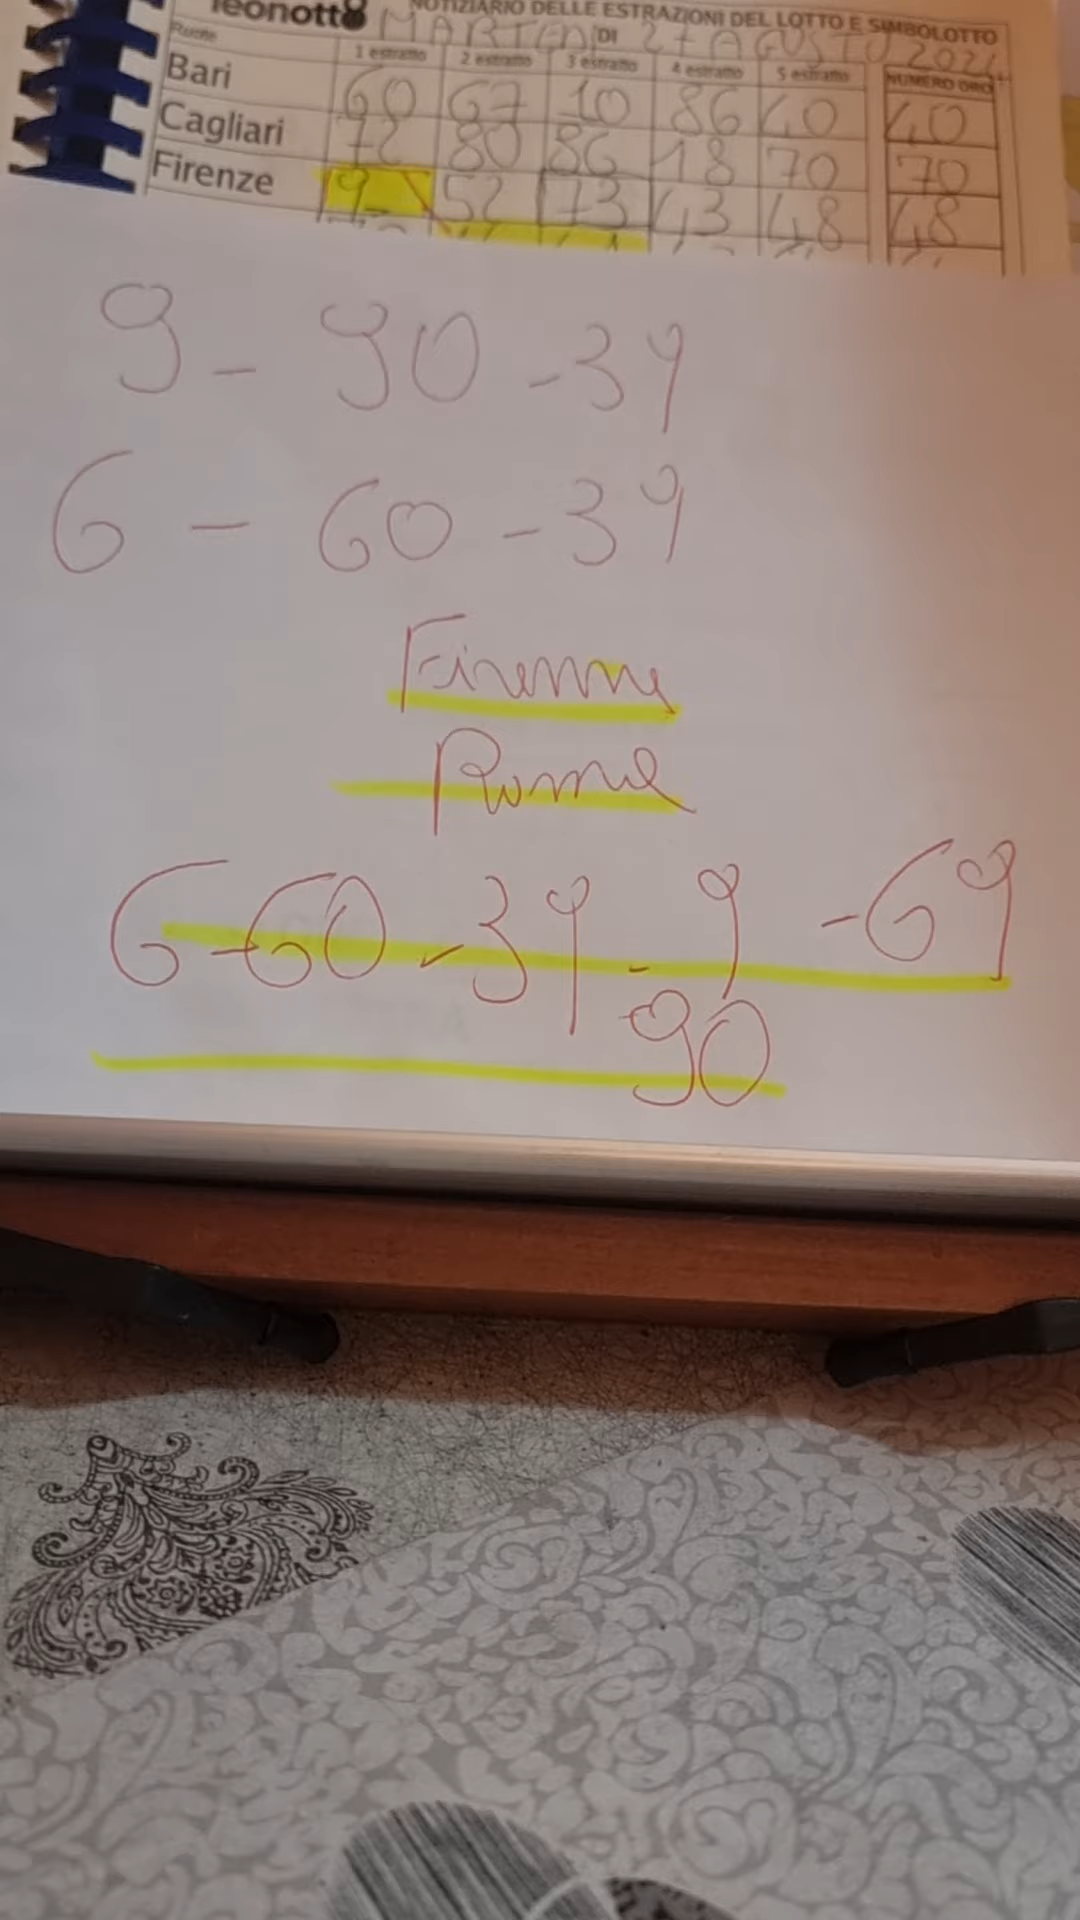 leonotto NOTIZIARIO DELLE ESTRAZIONI DEL LOTTO E SIMBOLOTTO
MARTEDI DI 27 AGOSTO 2024
Ruote 1 estratto 2 estratto 3 estratto 4 estratto 5 estratto NUMERO ORO
Bari 60 67 10 86 40 40
Cagliari 72 80 86 18 70 70
Firenze 9 52 73 43 48 48
9 - 90 - 39
6 - 60 - 39
Firenze
Roma
6 - 60 - 39 - 9 - 69
- 90